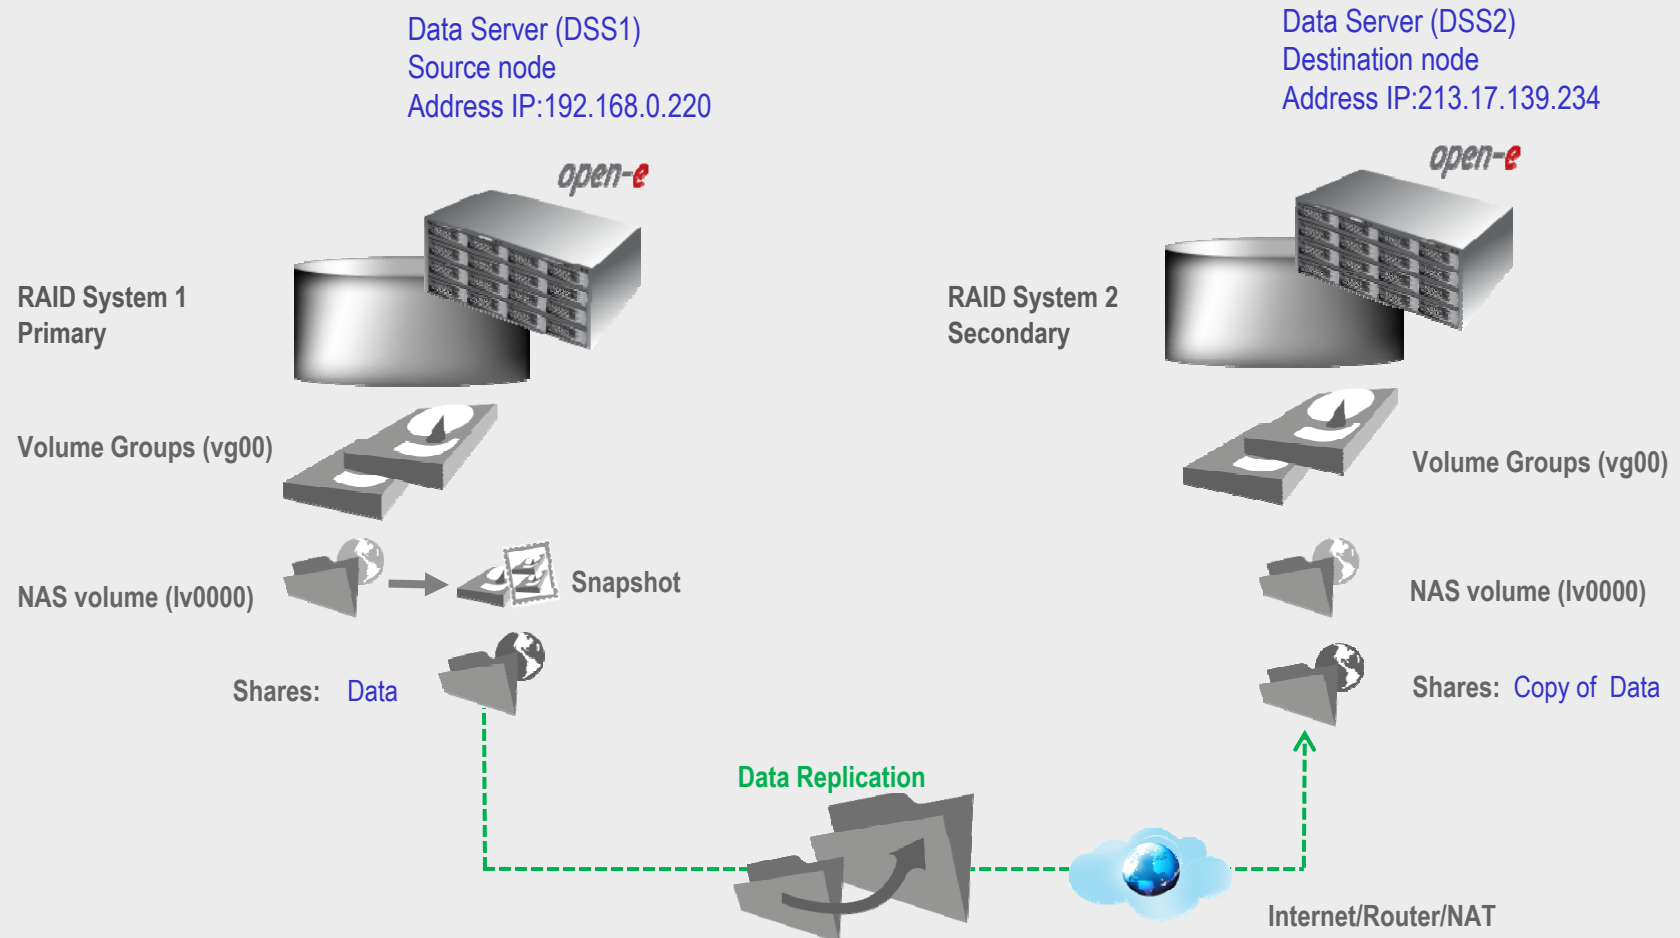 Data Server (DSS1)
Source node
Address IP:192.168.0.220
open-e
RAID System 1
Primary
Volume Groups (vg00)
NAS volume (lv0000)
Snapshot
Shares: Data
Data Server (DSS2)
Destination node
Address IP:213.17.139.234
open-e
RAID System 2
Secondary
Volume Groups (vg00)
NAS volume (lv0000)
Shares: Copy of Data
Data Replication
Internet/Router/NAT